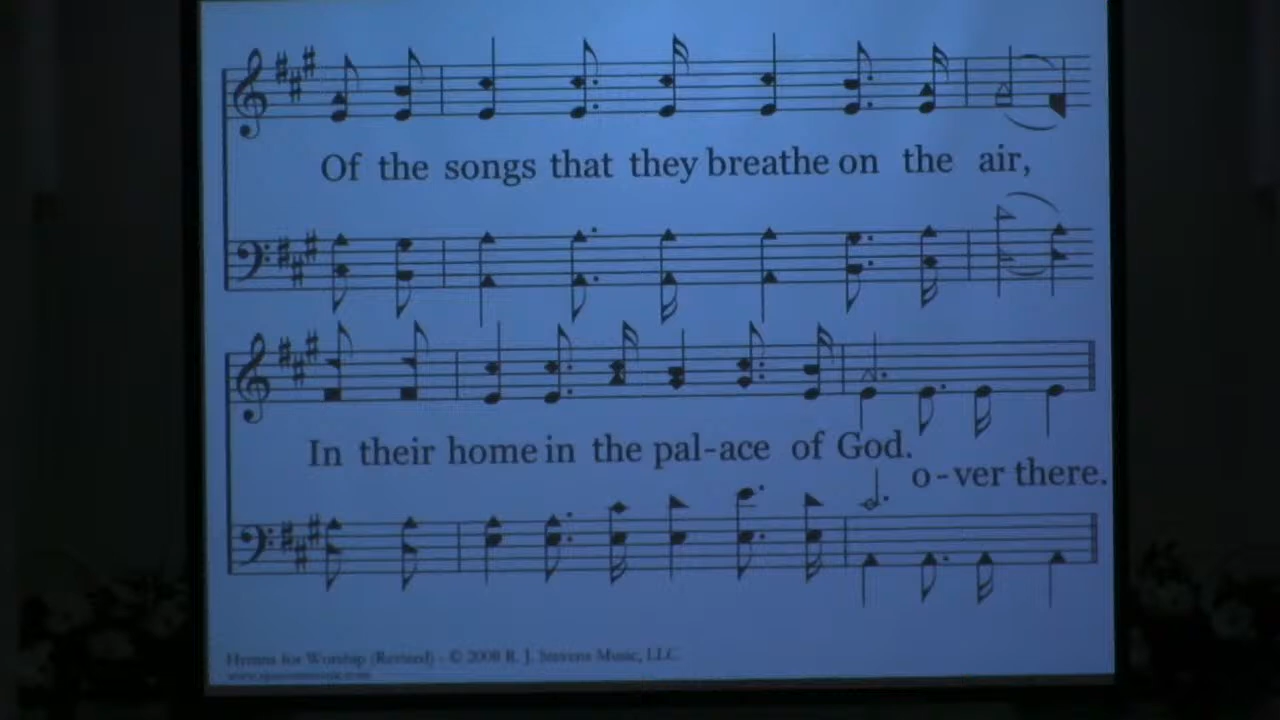 Of the songs that they breathe on the air,
In their home in the pal-ace of God.
o-ver there.
Hymns for Worship (Revised) - © 2008 R. J. Stevens Music, LLC